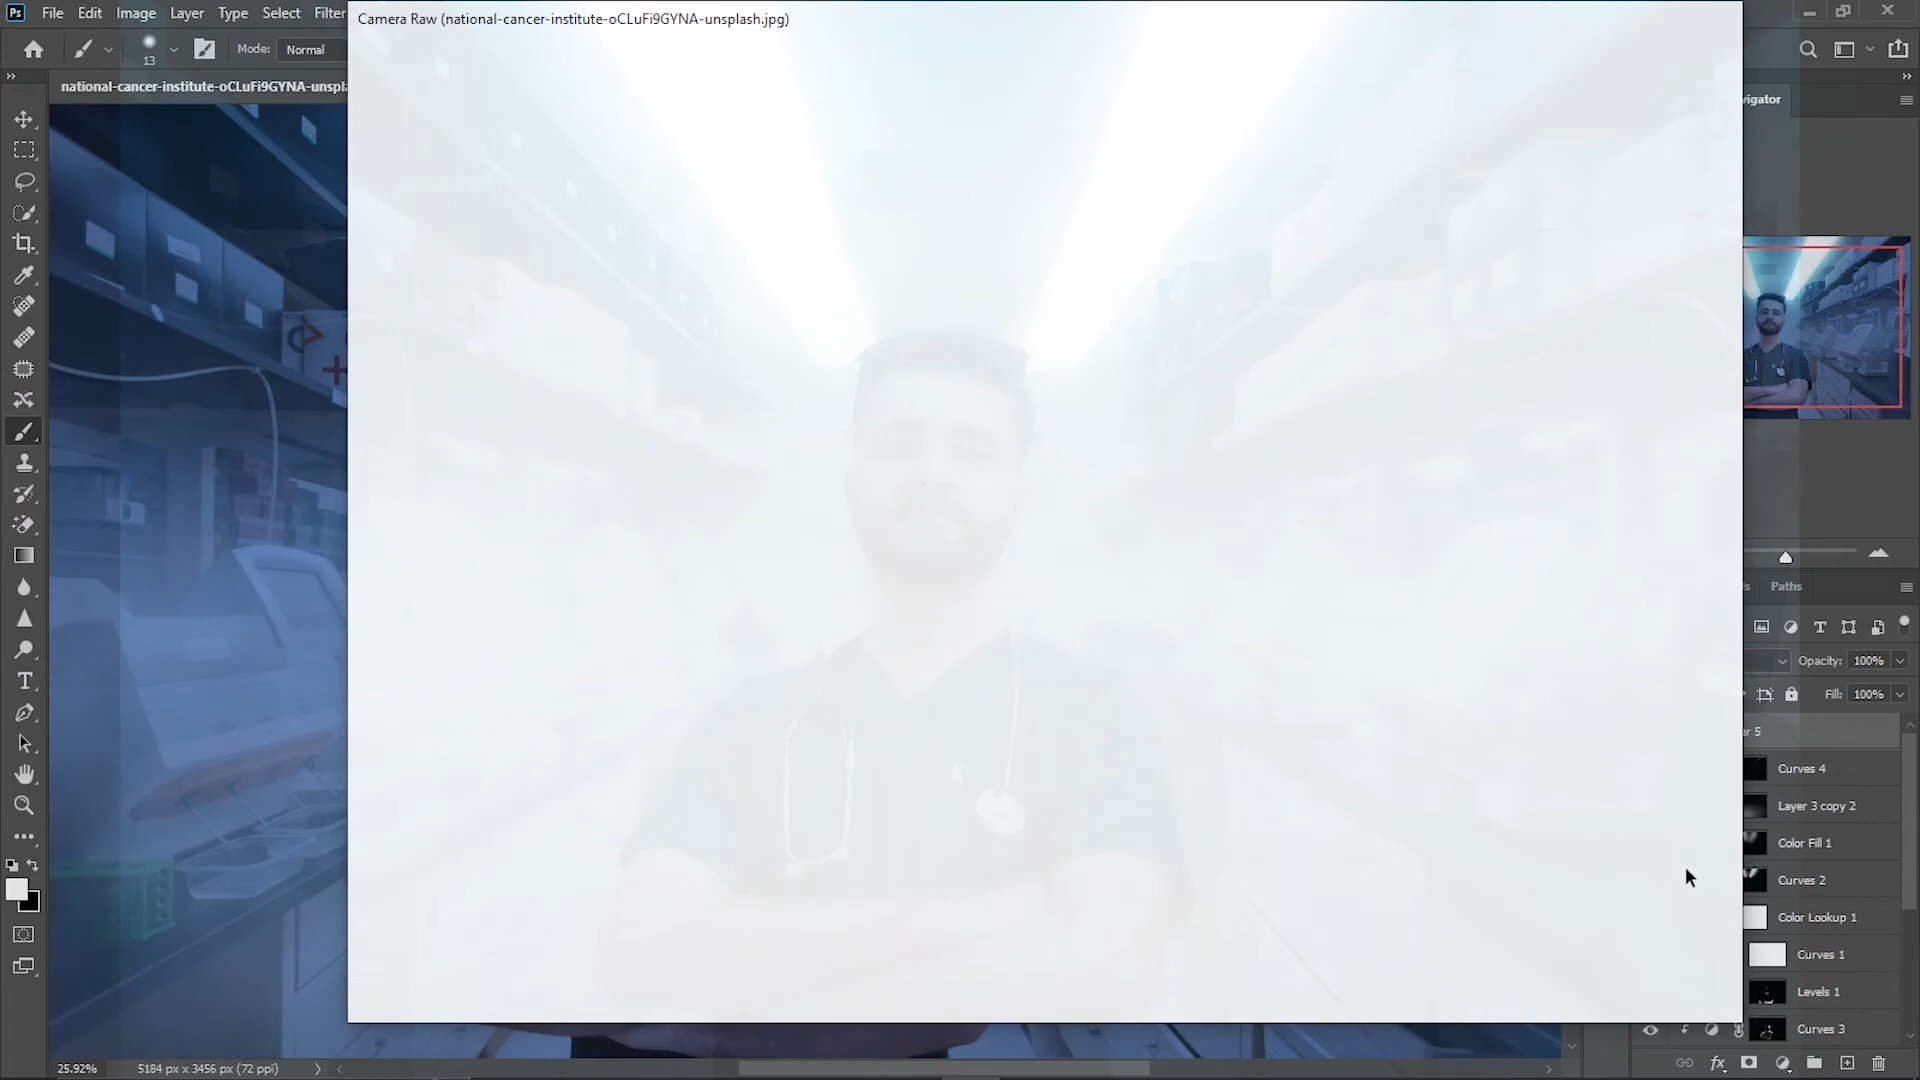 Ps File Edit Image Layer Type Select Filter
Camera Raw (national-cancer-institute-oCLuFi9GYNA-unsplash.jpg)
13
Mode: Normal
national-cancer-institute-oCLuFi9GYNA-unspla
vigator
Paths
Opacity: 100%
Fill: 100%
er 5
Curves 4
Layer 3 copy 2
Color Fill 1
Curves 2
Color Lookup 1
Curves 1
Levels 1
Curves 3
25.92% 5184 px x 3456 px (72 ppi)